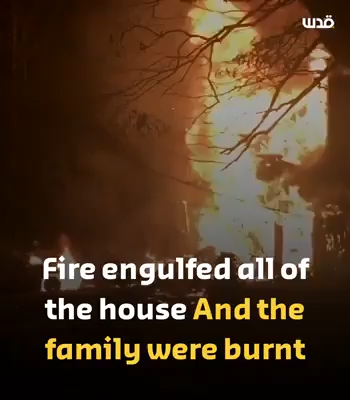 قدس
Fire engulfed all of
the house And the
family were burnt